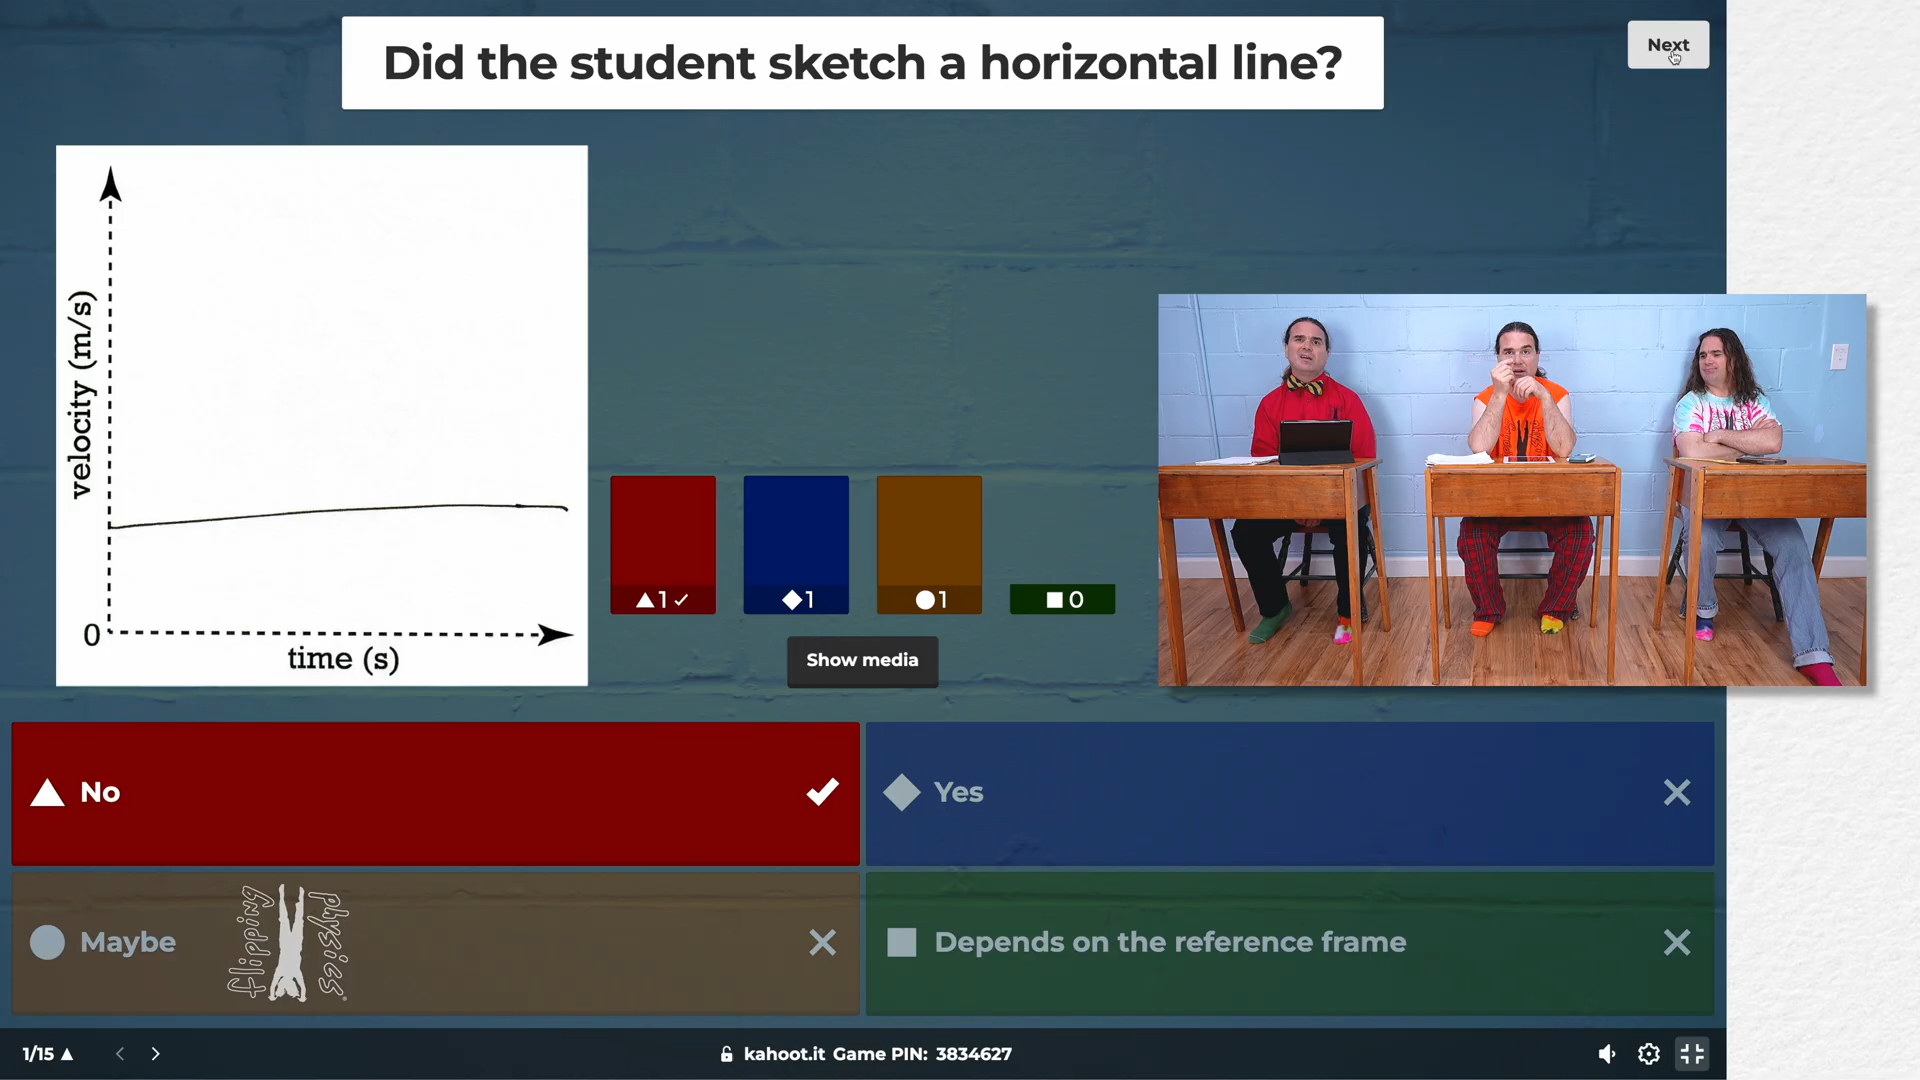 Did the student sketch a horizontal line?
Next
velocity (m/s)
0
time (s)
1
1
1
0
Show media
No
Yes
Maybe
flipping
physics
Depends on the reference frame
1/15
kahoot.it Game PIN: 3834627